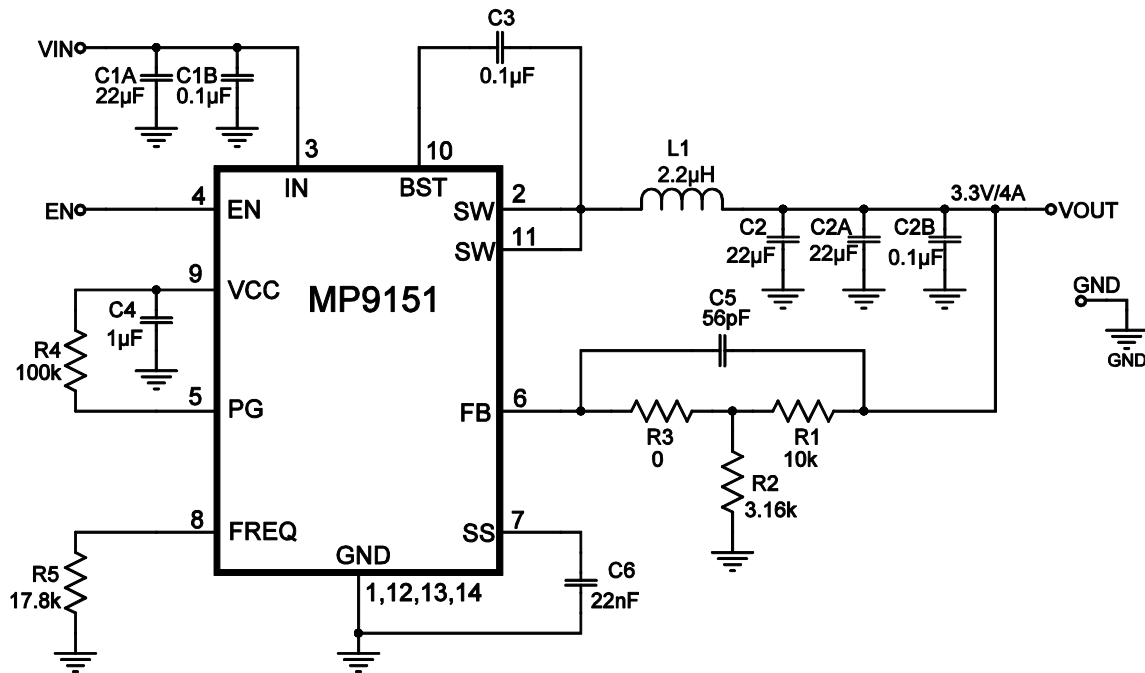 C3
VIN
C1A
C1B
0.1µF
22µF
0.1µF
3
10
L1
IN
BST
2.2µH
4
2
3.3V/4A
EN
EN
SW
VOUT
C2
C2A
C2B
11
SW
22µF
22µF
0.1µF
9
VCC
MP9151
GND
C4
C5
1µF
56pF
R4
GND
100k
5
6
PG
FB
R3
R1
0
10k
R2
3.16k
8
7
FREQ
SS
GND
R5
C6
1,12,13,14
17.8k
22nF